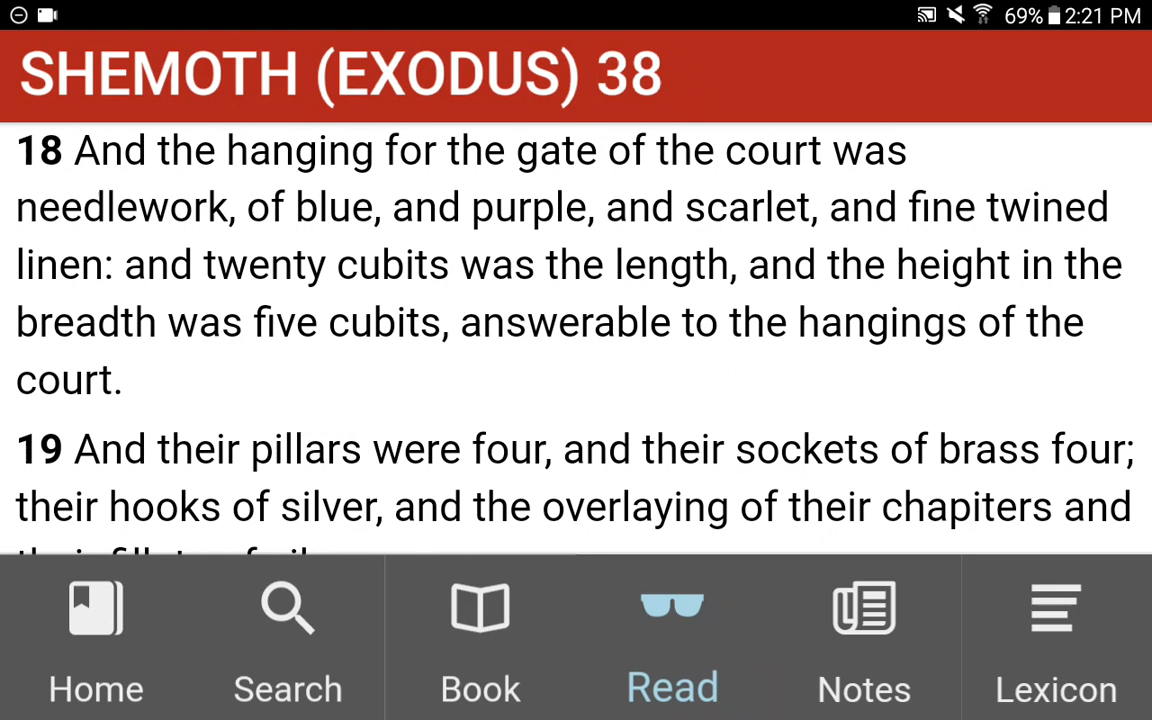 69% 2:21 PM
SHEMOTH (EXODUS) 38
18 And the hanging for the gate of the court was
needlework, of blue, and purple, and scarlet, and fine twined
linen: and twenty cubits was the length, and the height in the
breadth was five cubits, answerable to the hangings of the
court.
19 And their pillars were four, and their sockets of brass four;
their hooks of silver, and the overlaying of their chapiters and
Home Search Book Read Notes Lexicon